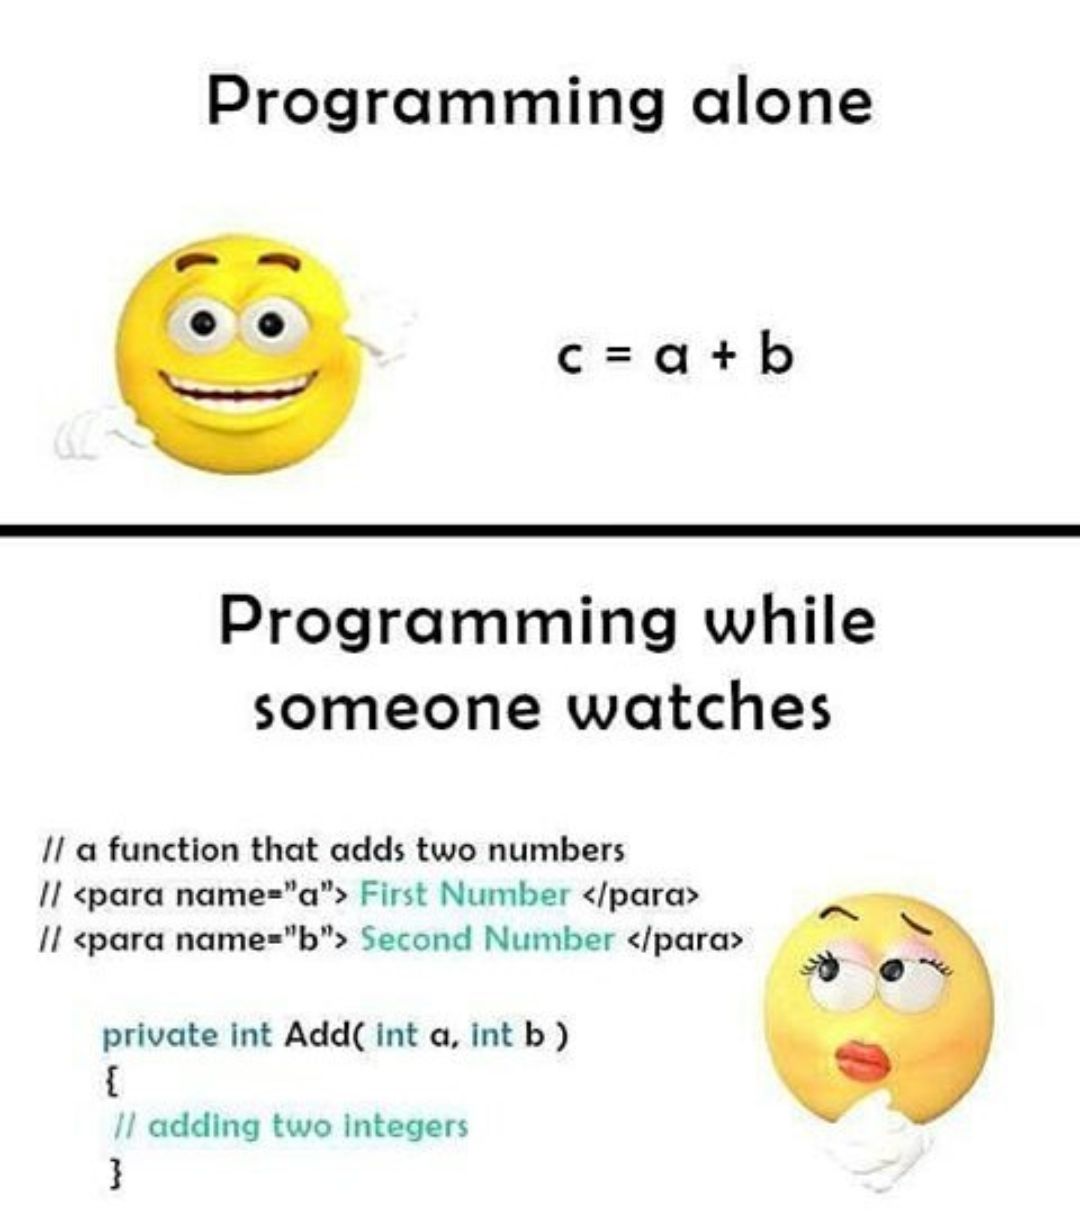 Programming alone
c = a + b
Programming while
someone watches
// a function that adds two numbers
// <para name="a"> First Number </para>
// <para name="b"> Second Number </para>
private int Add( int a, int b )
{
// adding two integers
}